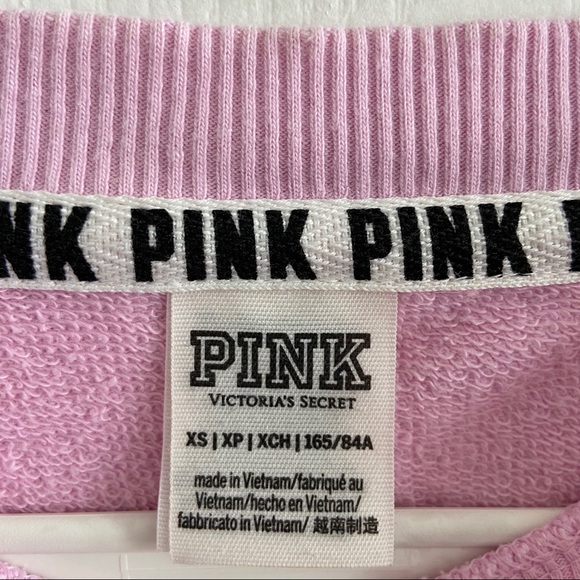 NK PINK PINK
PINK
VICTORIA'S SECRET
XS | XP | XCH | 165/84A
made in Vietnam/fabriqué au
Vietnam/hecho en Vietnam/
fabbricato in Vietnam/ 越南制造